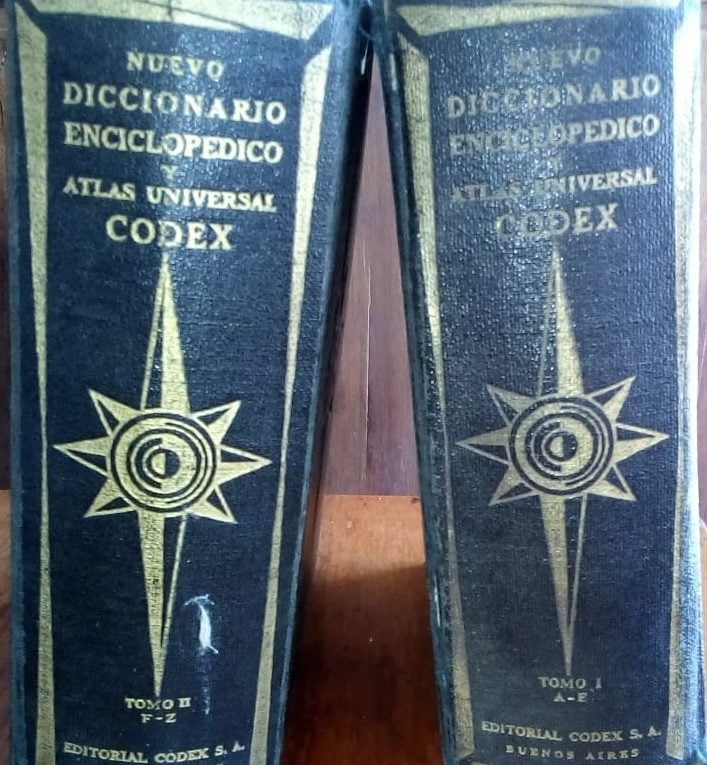 NUEVO
DICCIONARIO
ENCICLOPEDICO
Y
ATLAS UNIVERSAL
CODEX
TOMO II
F-Z
EDITORIAL CODEX S. A.
NUEVO
DICCIONARIO
ENCICLOPEDICO
Y
ATLAS UNIVERSAL
CODEX
TOMO I
A-E
EDITORIAL CODEX S. A.
BUENOS AIRES